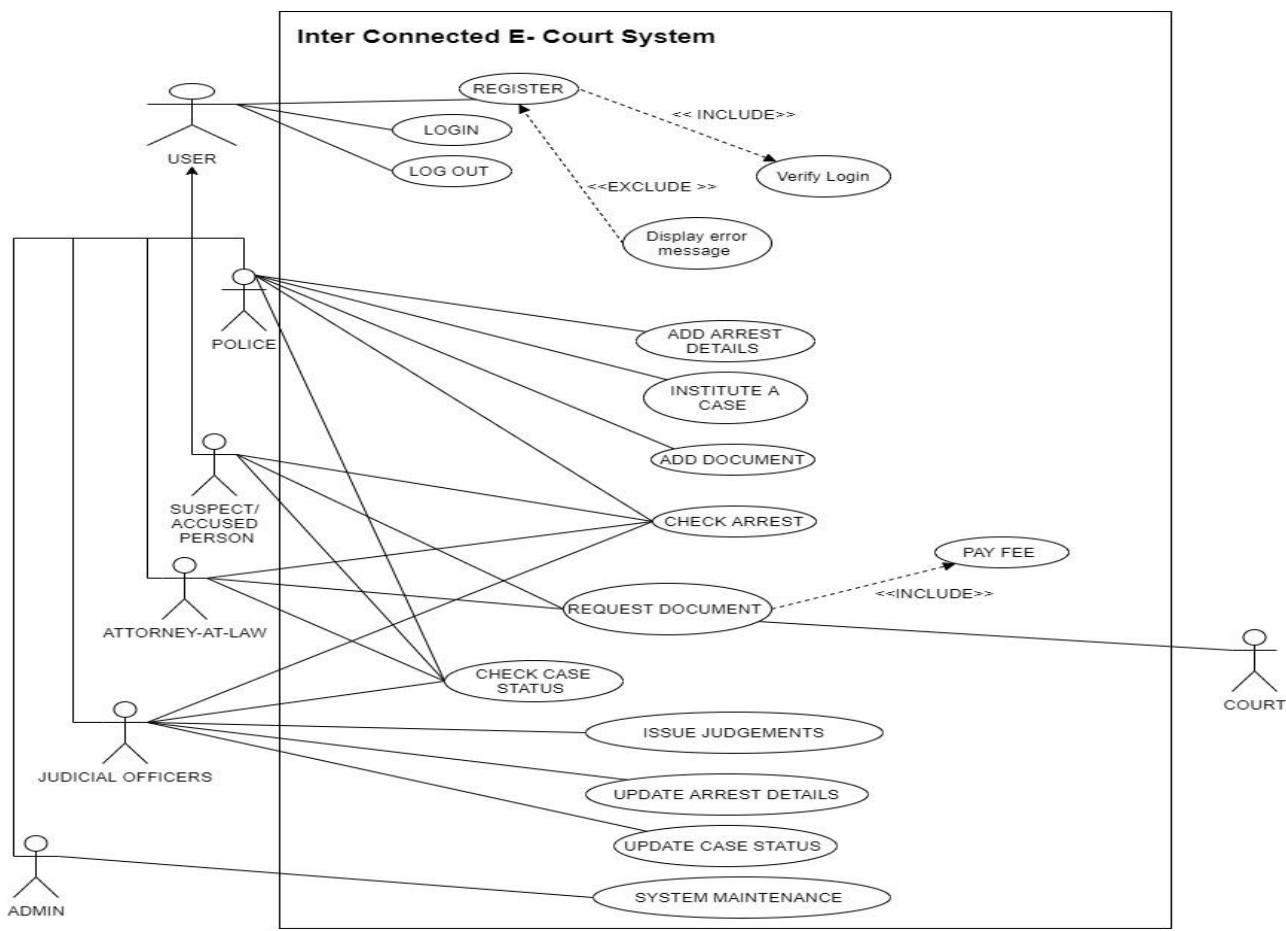 Inter Connected E- Court System
REGISTER
<< INCLUDE>>
LOGIN
USER
LOG OUT
Verify Login
<<EXCLUDE >>
Display error
message
POLICE
ADD ARREST
DETAILS
INSTITUTE A
CASE
ADD DOCUMENT
SUSPECT/
ACCUSED
PERSON
CHECK ARREST
PAY FEE
<<INCLUDE>>
REQUEST DOCUMENT
ATTORNEY-AT-LAW
CHECK CASE
STATUS
COURT
ISSUE JUDGEMENTS
JUDICIAL OFFICERS
UPDATE ARREST DETAILS
UPDATE CASE STATUS
SYSTEM MAINTENANCE
ADMIN